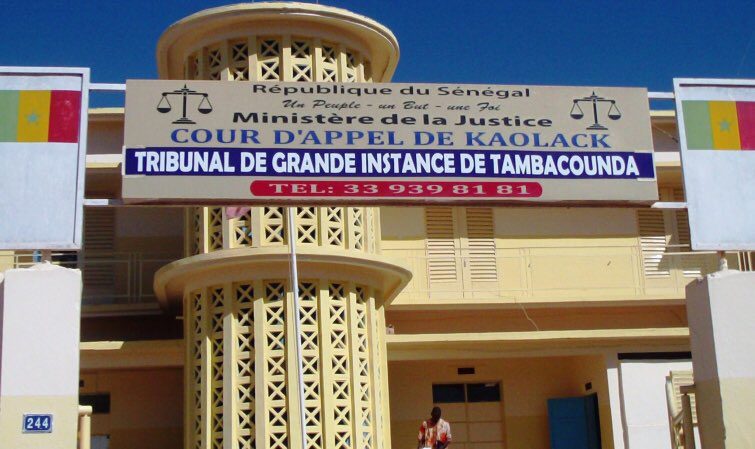 République du Sénégal
Un Peuple - un But - une Foi
Ministère de la Justice
COUR D'APPEL DE KAOLACK
TRIBUNAL DE GRANDE INSTANCE DE TAMBACOUNDA
TEL: 33 939 81 81
244